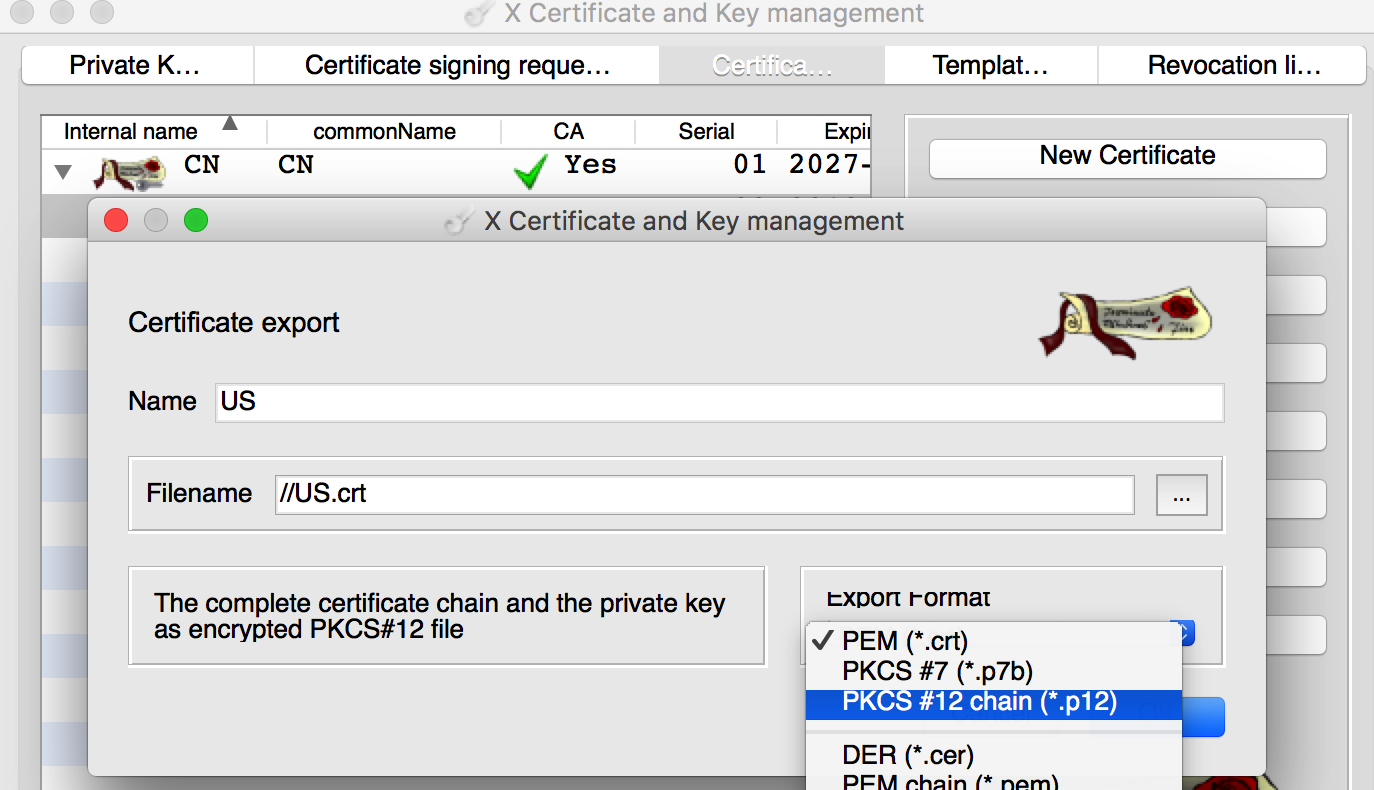 X Certificate and Key management
Private K... Certificate signing reque... Certifica... Templat... Revocation li...
Internal name commonName CA Serial Expi
CN CN Yes 01 2027-
New Certificate
X Certificate and Key management
Certificate export
Name US
Filename //US.crt ...
The complete certificate chain and the private key
as encrypted PKCS#12 file
Export Format
PEM (*.crt)
PKCS #7 (*.p7b)
PKCS #12 chain (*.p12)
DER (*.cer)
PEM chain (*.pem)